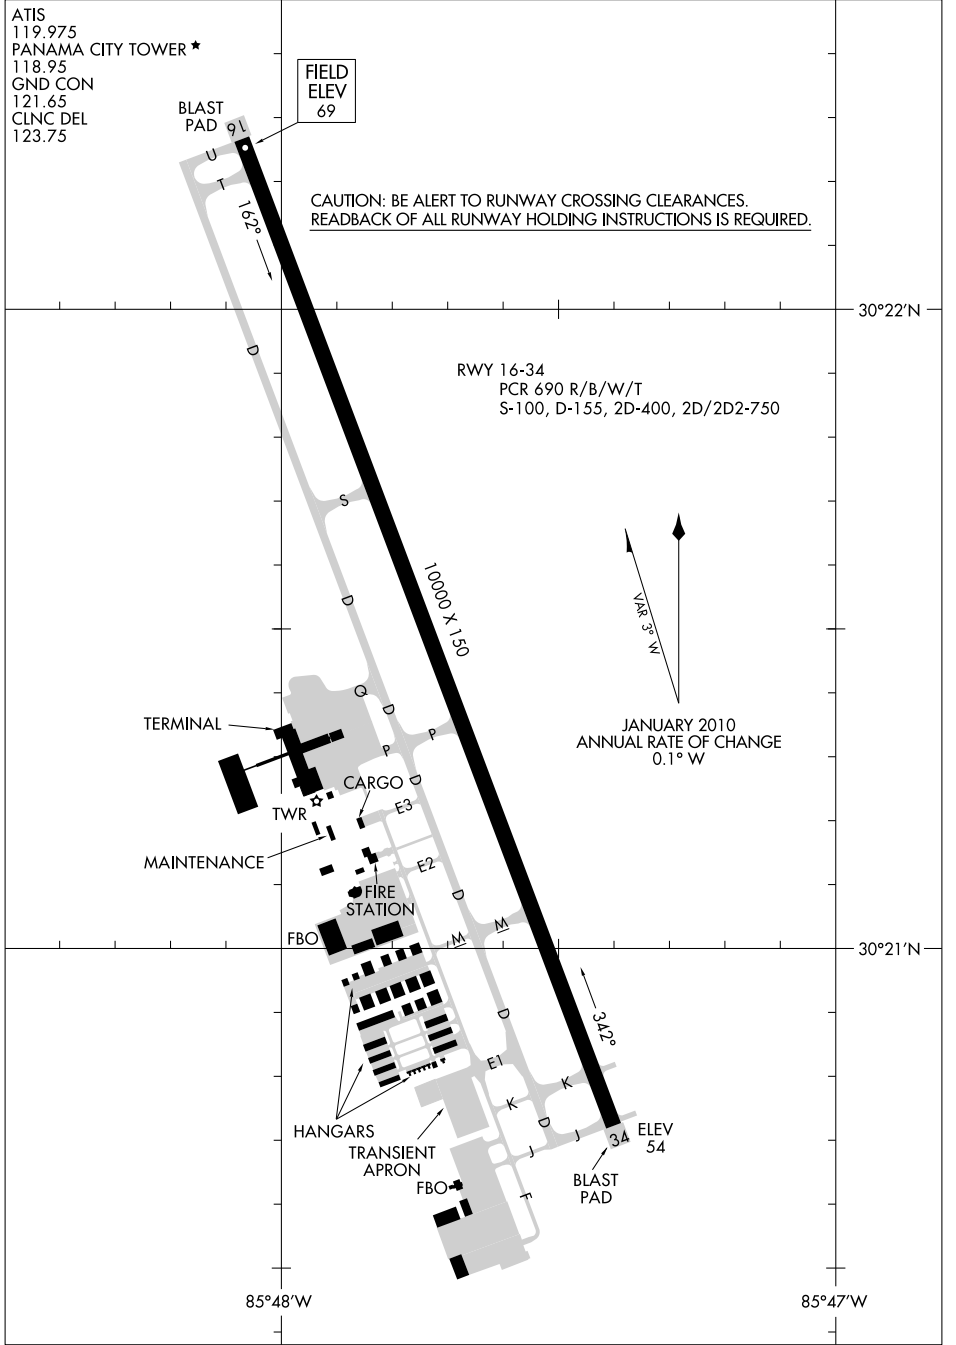 ATIS
119.975
PANAMA CITY TOWER
118.95
GND CON
121.65
CLNC DEL
123.75
FIELD
ELEV
69
BLAST
PAD
16
U
T
162°
CAUTION: BE ALERT TO RUNWAY CROSSING CLEARANCES.
READBACK OF ALL RUNWAY HOLDING INSTRUCTIONS IS REQUIRED.
30°22'N
D
RWY 16-34
PCR 690 R/B/W/T
S-100, D-155, 2D-400, 2D/2D2-750
S
10000 X 150
D
VAR 3° W
JANUARY 2010
ANNUAL RATE OF CHANGE
0.1° W
Q
D
TERMINAL
P
P
D
CARGO
E3
TWR
MAINTENANCE
E2
FIRE
STATION
D
M
M
FBO
30°21'N
D
342°
E1
K
K
D
J
J
HANGARS
TRANSIENT
APRON
34
ELEV
54
BLAST
PAD
FBO
F
85°48'W
85°47'W